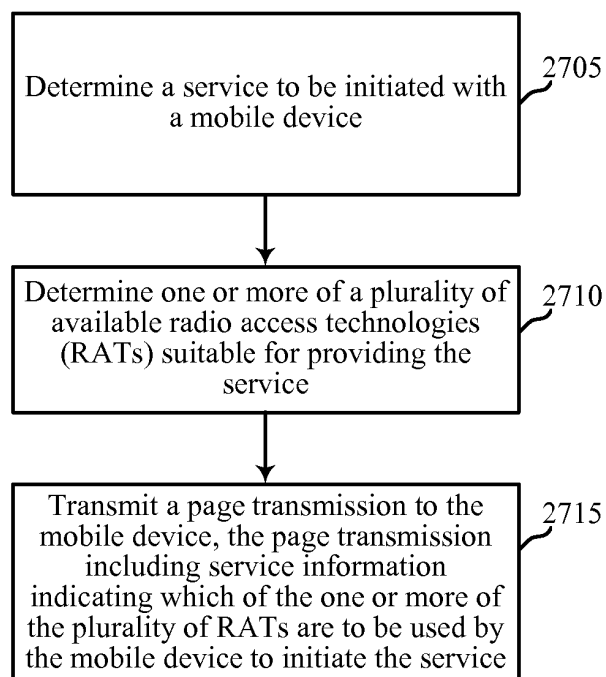 Determine a service to be initiated with
a mobile device
2705
Determine one or more of a plurality of
available radio access technologies
(RATs) suitable for providing the
service
2710
Transmit a page transmission to the
mobile device, the page transmission
including service information
indicating which of the one or more of
the plurality of RATs are to be used by
the mobile device to initiate the service
2715